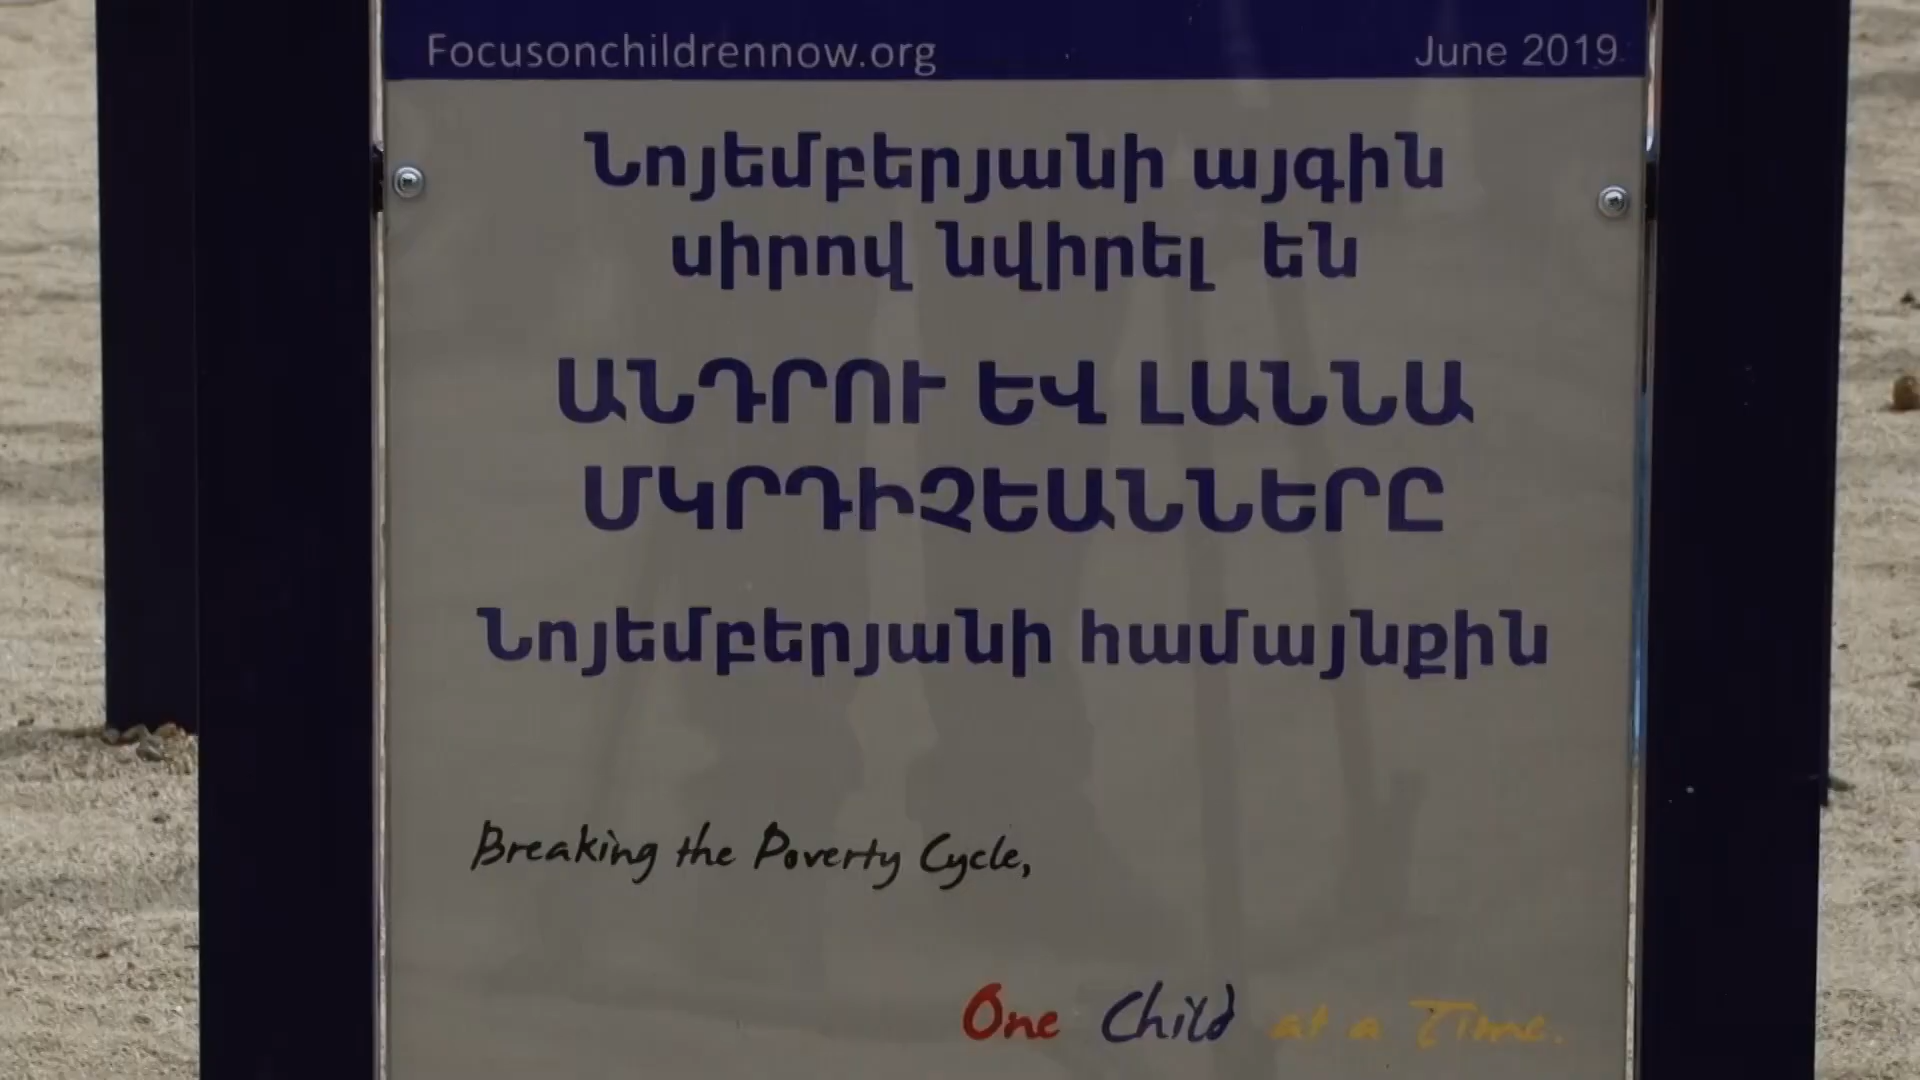 Focusonchildrennow.org June 2019
Նոյեմբերյանի այգին
սիրով նվիրել են
ԱՆԴՐՈՒ ԵՎ ԼԱՆՆԱ
ՄԿՐԴԻՉԵԱՆՆԵՐԸ
Նոյեմբերյանի համայնքին
Breaking the Poverty Cycle,
One Child at a Time.